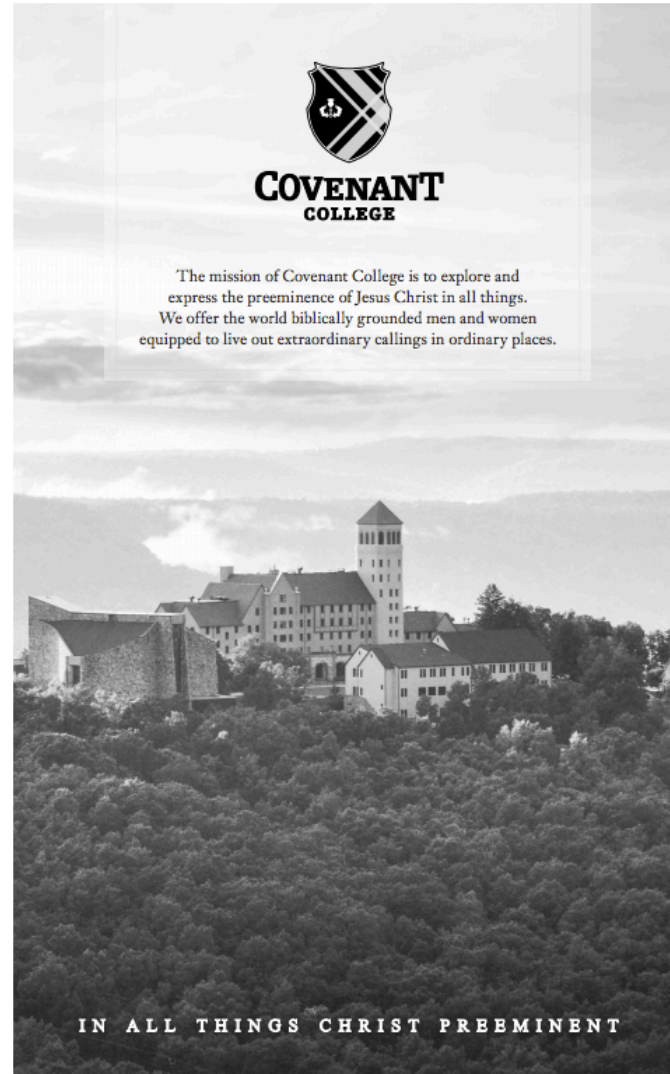 COVENANT
COLLEGE
The mission of Covenant College is to explore and
express the preeminence of Jesus Christ in all things.
We offer the world biblically grounded men and women
equipped to live out extraordinary callings in ordinary places.
IN ALL THINGS CHRIST PREEMINENT